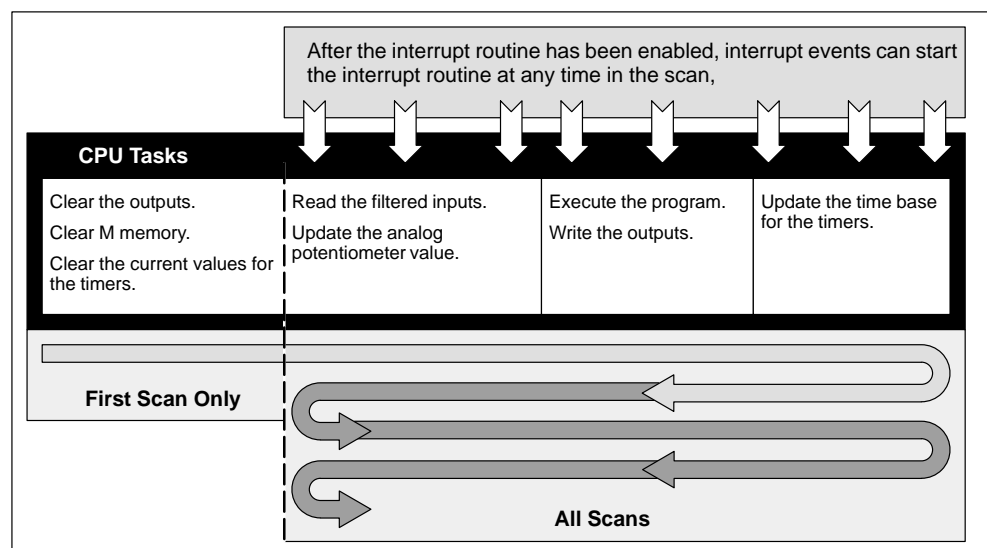 After the interrupt routine has been enabled, interrupt events can start
the interrupt routine at any time in the scan,
CPU Tasks
Clear the outputs.
Clear M memory.
Clear the current values for
the timers.
Read the filtered inputs.
Update the analog
potentiometer value.
Execute the program.
Write the outputs.
Update the time base
for the timers.
First Scan Only
All Scans